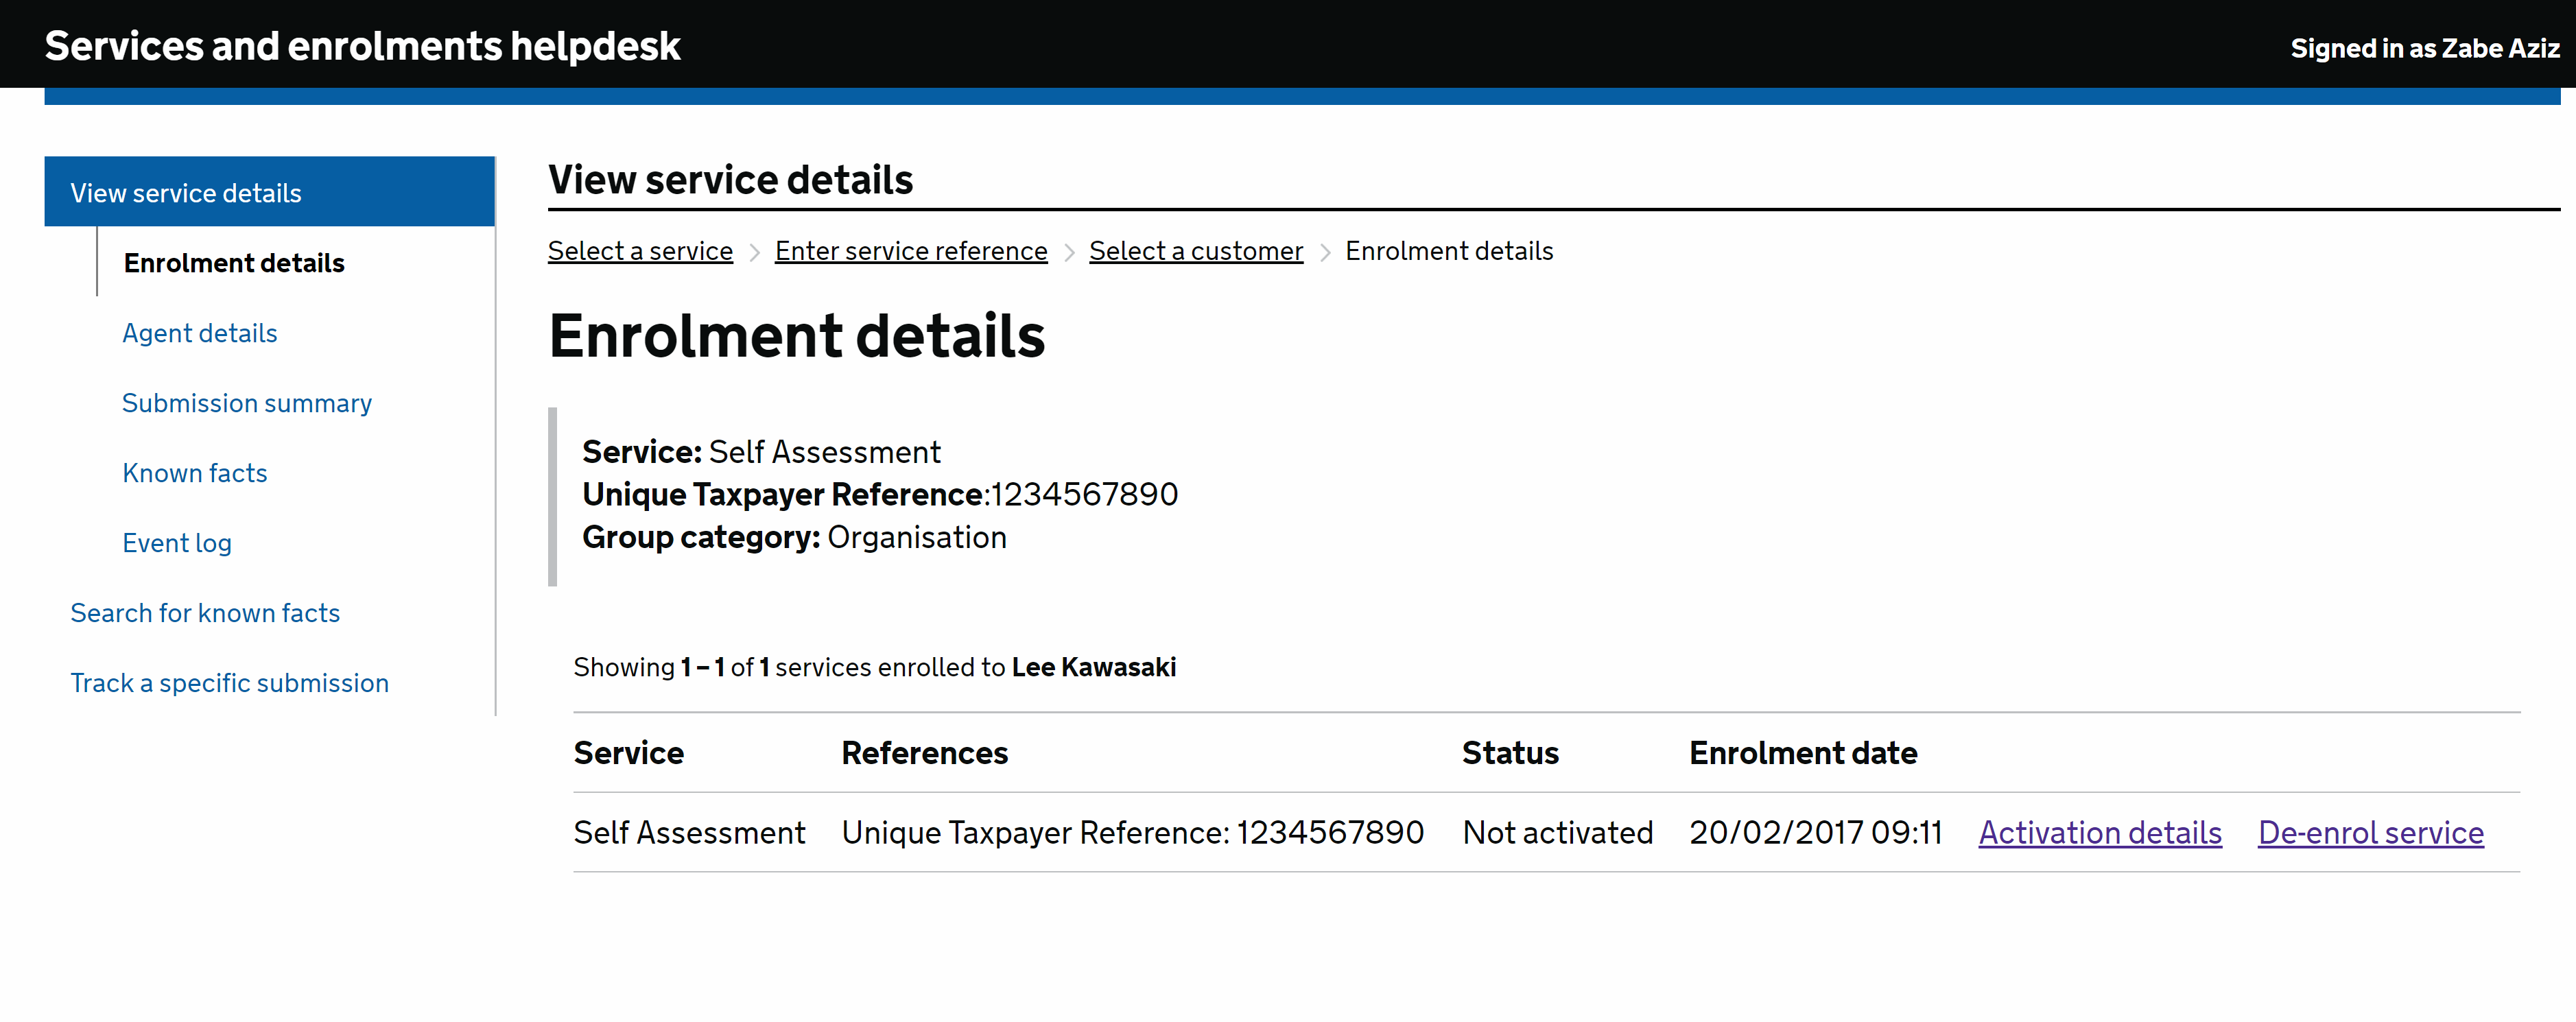 Services and enrolments helpdesk
Signed in as Zabe Aziz
View service details
Enrolment details
Agent details
Submission summary
Known facts
Event log
Search for known facts
Track a specific submission
View service details
Select a service > Enter service reference > Select a customer > Enrolment details
Enrolment details
Service: Self Assessment
Unique Taxpayer Reference:1234567890
Group category: Organisation
Showing 1 – 1 of 1 services enrolled to Lee Kawasaki
Service References Status Enrolment date
Self Assessment Unique Taxpayer Reference: 1234567890 Not activated 20/02/2017 09:11 Activation details De-enrol service